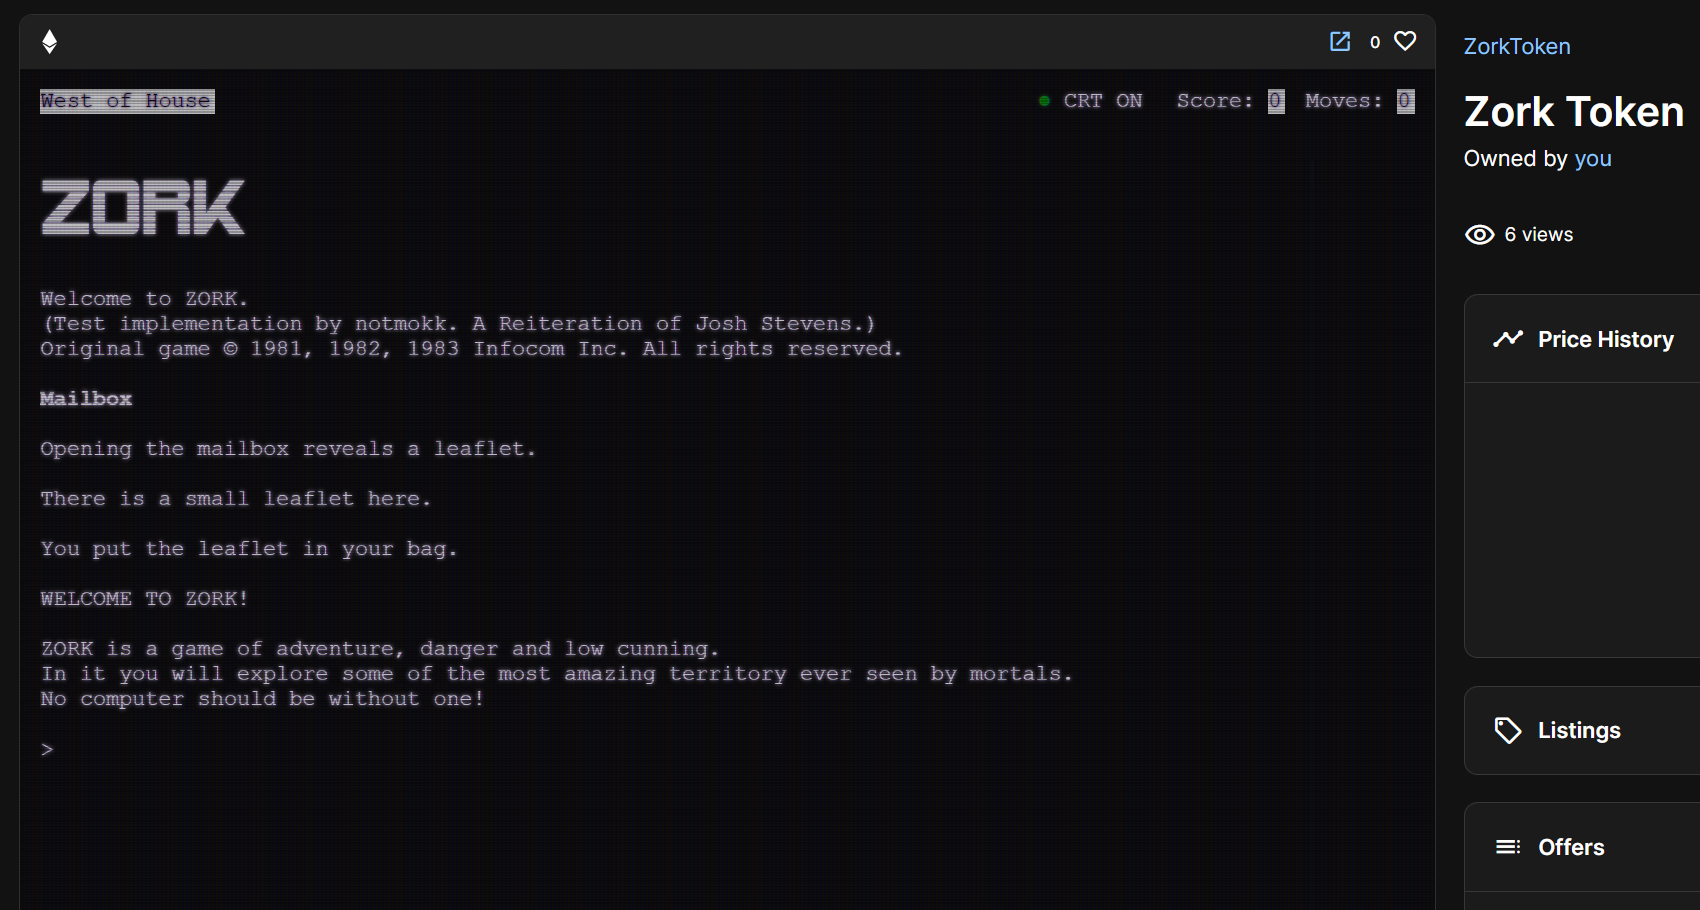 0
West of House
CRT ON Score: 0 Moves: 0
ZORK
Welcome to ZORK.
(Test implementation by notmokk. A Reiteration of Josh Stevens.)
Original game © 1981, 1982, 1983 Infocom Inc. All rights reserved.
Mailbox
Opening the mailbox reveals a leaflet.
There is a small leaflet here.
You put the leaflet in your bag.
WELCOME TO ZORK!
ZORK is a game of adventure, danger and low cunning.
In it you will explore some of the most amazing territory ever seen by mortals.
No computer should be without one!
>
ZorkToken
Zork Token
Owned by you
6 views
Price History
Listings
Offers